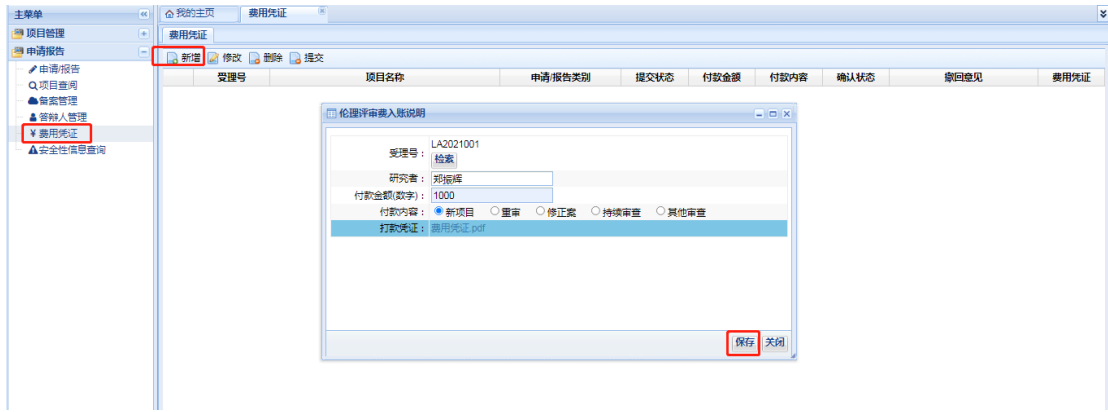 主菜单
我的主页 费用凭证
项目管理
费用凭证
申请报告
新增 修改 删除 提交
申请/报告
受理号 项目名称 申请/报告类别 提交状态 付款金额 付款内容 确认状态 撤回意见 费用凭证
项目查阅
备案管理
答辩人管理
¥ 费用凭证
安全性信息查询
伦理评审费入账说明
受理号: LA2021001
检索
研究者: 郑振辉
付款金额(数字): 1000
付款内容: 新项目 重审 修正案 持续审查 其他审查
打款凭证: 费用凭证.pdf
保存 关闭